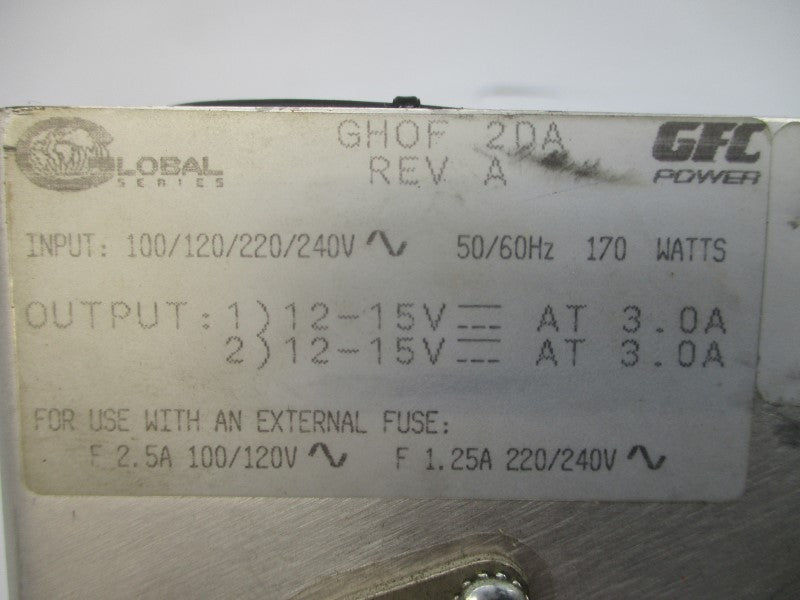 GLOBAL SERIES
GHOF 2DA
REV A
GFC POWER
INPUT: 100/120/220/240V ∿ 50/60Hz 170 WATTS
OUTPUT: 1) 12-15V ⎓ AT 3.0A
2) 12-15V ⎓ AT 3.0A
FOR USE WITH AN EXTERNAL FUSE:
F 2.5A 100/120V ∿ F 1.25A 220/240V ∿